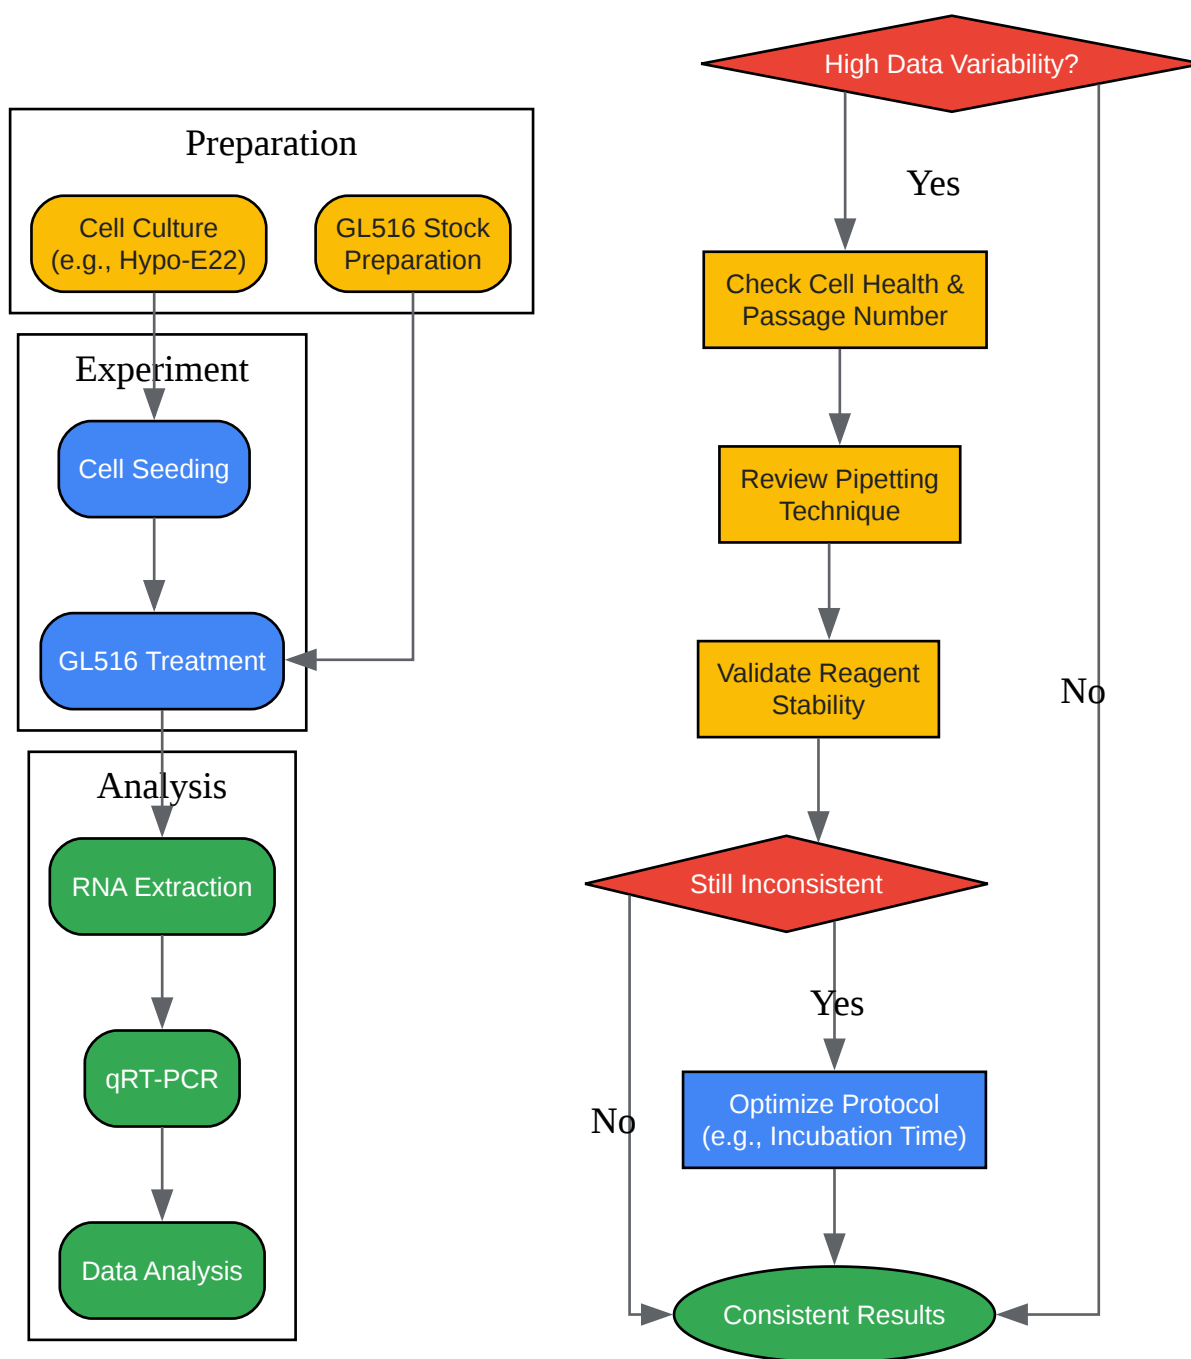 Preparation
Cell Culture
(e.g., Hypo-E22)
GL516 Stock
Preparation
Experiment
Cell Seeding
GL516 Treatment
Analysis
RNA Extraction
qRT-PCR
Data Analysis
High Data Variability?
Yes
Check Cell Health &
Passage Number
Review Pipetting
Technique
Validate Reagent
Stability
No
Still Inconsistent
Yes
No
Optimize Protocol
(e.g., Incubation Time)
Consistent Results